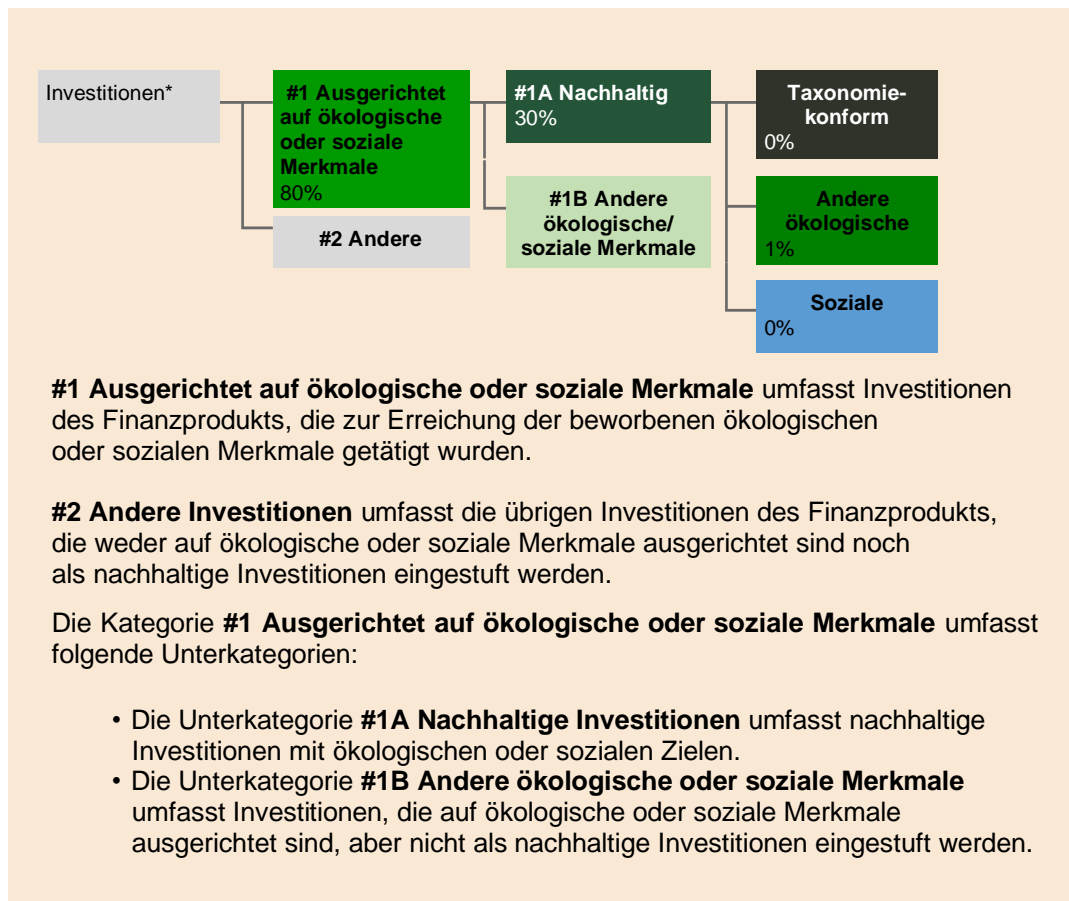 Investitionen*
#1 Ausgerichtet
auf ökologische
oder soziale
Merkmale
80%
#2 Andere
#1A Nachhaltig
30%
#1B Andere
ökologische/
soziale Merkmale
Taxonomie-
konform
0%
Andere
ökologische
1%
Soziale
0%
#1 Ausgerichtet auf ökologische oder soziale Merkmale umfasst Investitionen
des Finanzprodukts, die zur Erreichung der beworbenen ökologischen
oder sozialen Merkmale getätigt wurden.
#2 Andere Investitionen umfasst die übrigen Investitionen des Finanzprodukts,
die weder auf ökologische oder soziale Merkmale ausgerichtet sind noch
als nachhaltige Investitionen eingestuft werden.
Die Kategorie #1 Ausgerichtet auf ökologische oder soziale Merkmale umfasst
folgende Unterkategorien:
• Die Unterkategorie #1A Nachhaltige Investitionen umfasst nachhaltige
Investitionen mit ökologischen oder sozialen Zielen.
• Die Unterkategorie #1B Andere ökologische oder soziale Merkmale
umfasst Investitionen, die auf ökologische oder soziale Merkmale
ausgerichtet sind, aber nicht als nachhaltige Investitionen eingestuft werden.